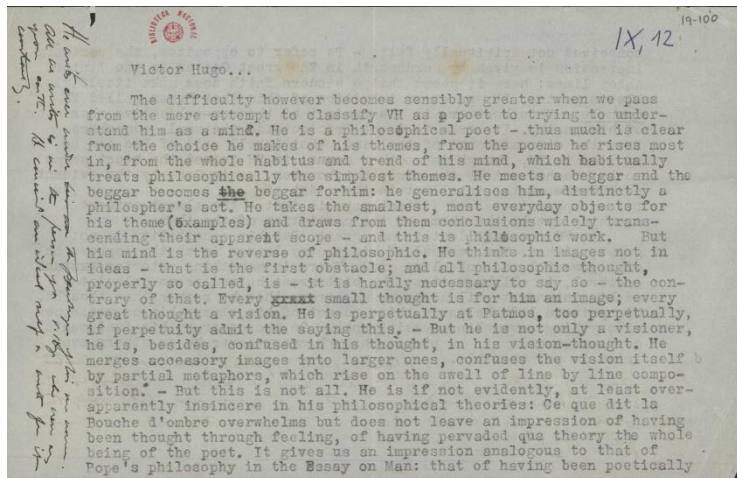 19-100
IX, 12
BIBLIOTECA NACIONAL
Victor Hugo...
The difficulty however becomes sensibly greater when we pass
from the mere attempt to classify VH as a poet to trying to under-
stand him as a mind. He is a philosophical poet - thus much is clear
from the choice he makes of his themes, from the poems he rises most
in, from the whole habitus and trend of his mind, which habitually
treats philosophically the simplest themes. He meets a beggar and the
beggar becomes the beggar forhim: he generalises him, distinctly a
philospher's act. He takes the smallest, most everyday objects for
his theme(examples) and draws from them conclusions widely trans-
cending their apparent scope - and this is philosophic work. But
his mind is the reverse of philosophic. He thinks in images not in
ideas - that is the first obstacle; and all philosophic thought,
properly so called, is - it is hardly necessary to say so - the con-
trary of that. Every small thought is for him an image; every
great thought a vision. He is perpetually at Patmos, too perpetually,
if perpetuity admit the saying this. - But he is not only a visioner,
he is, besides, confused in his thought, in his vision-thought. He
merges accessory images into larger ones, confuses the vision itself
by partial metaphors, which rise on the swell of line by line compo-
sition. - But this is not all. He is if not evidently, at least over-
apparently insincere in his philosophical theories: Ce que dit la
Bouche d'ombre overwhelms but does not leave an impression of having
been thought through feeling, of having pervaded qua theory the whole
being of the poet. It gives us an impression analogous to that of
Pope's philosophy in the Essay on Man: that of having been poetically